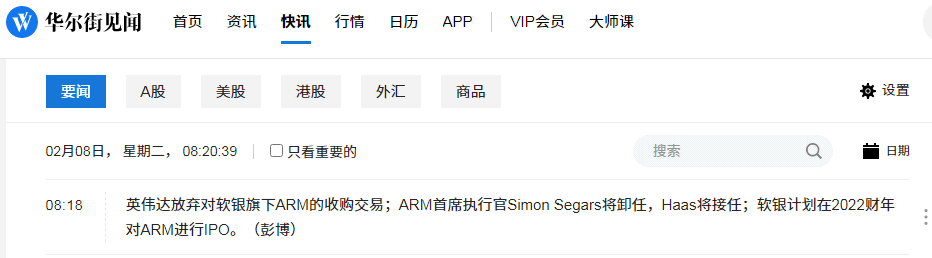 华尔街见闻 首页 资讯 快讯 行情 日历 APP VIP会员 大师课
要闻 A股 美股 港股 外汇 商品 设置
02月08日， 星期二， 08:20:39 只看重要的 搜索 日期
08:18 英伟达放弃对软银旗下ARM的收购交易；ARM首席执行官Simon Segars将卸任，Haas将接任；软银计划在2022财年
对ARM进行IPO。（彭博）